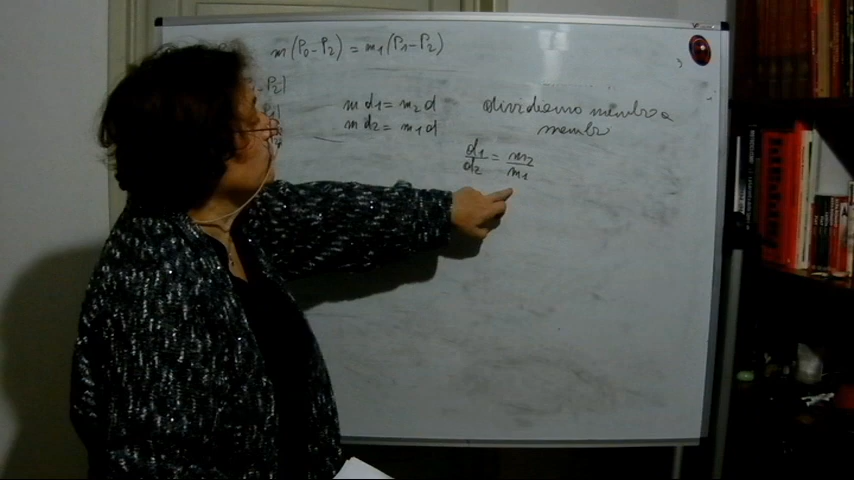 m (P₀-P₂) = m₁ (P₁-P₂)
-P₂)
m d₁ = m₂ d
dividiamo membro a
m d₂ = m₁ d
membro
d₁/d₂ = m₂/m₁